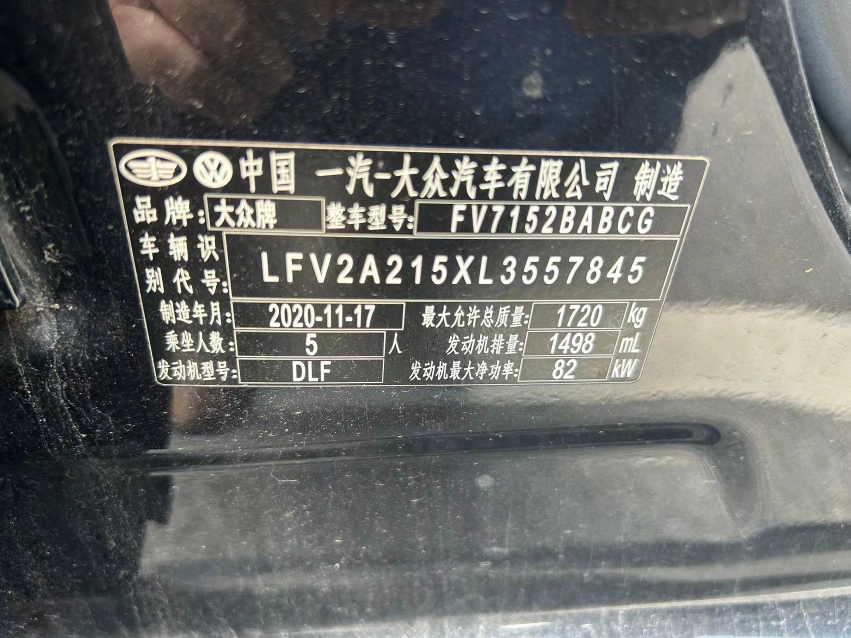 中国 一汽-大众汽车有限公司 制造
品牌: 大众牌 整车型号: FV7152BABCG
车辆识别代号: LFV2A215XL3557845
制造年月: 2020-11-17 最大允许总质量: 1720 kg
乘坐人数: 5 人 发动机排量: 1498 mL
发动机型号: DLF 发动机最大净功率: 82 kW